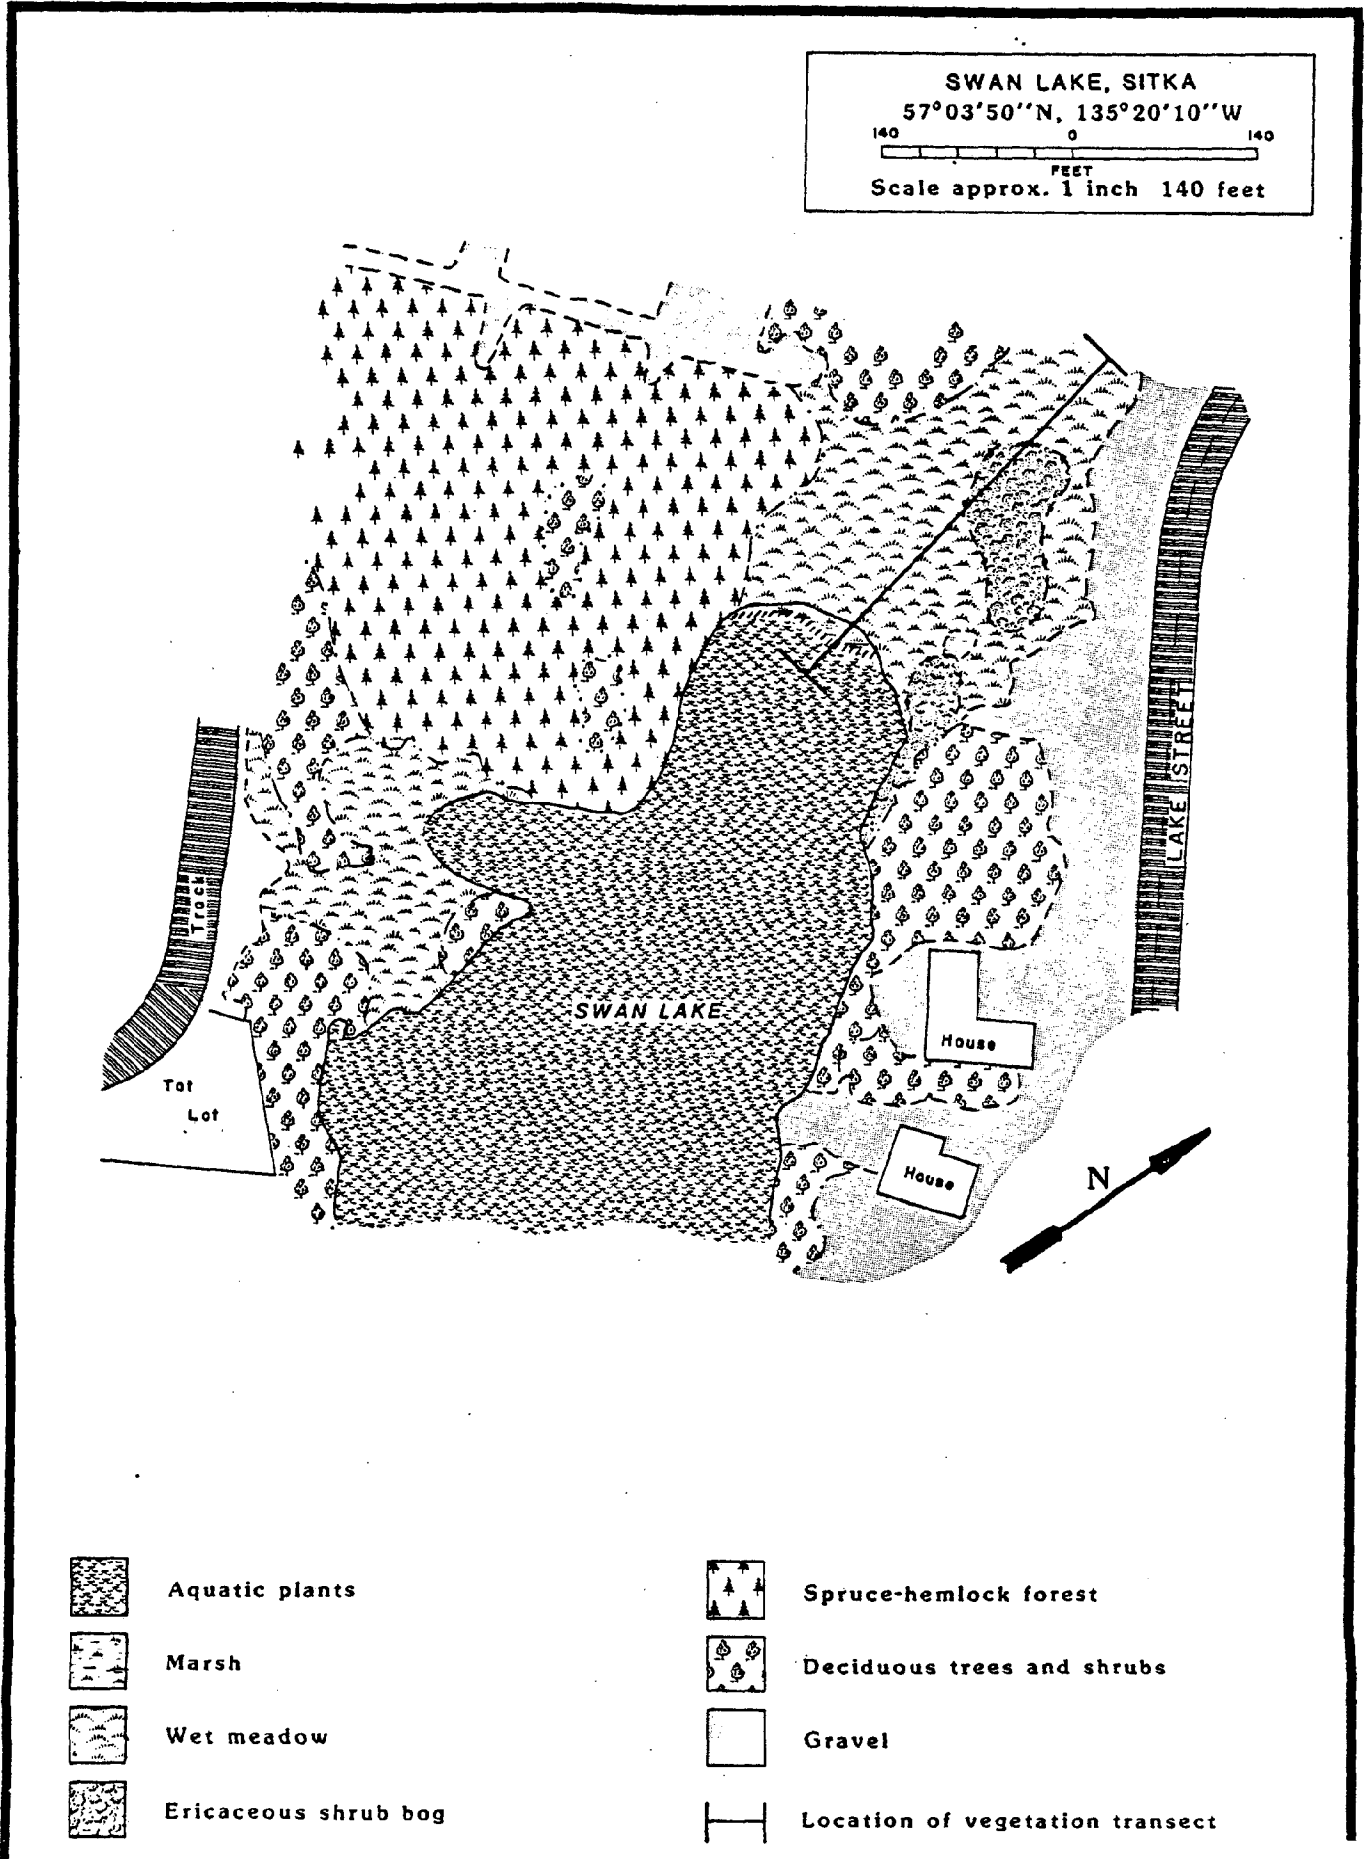 SWAN LAKE, SITKA
57°03'50''N, 135°20'10''W
140 0 140
FEET
Scale approx. 1 inch 140 feet
LAKE STREET
Track
SWAN LAKE
House
Tot
Lot
House
N
Aquatic plants
Marsh
Wet meadow
Ericaceous shrub bog
Spruce-hemlock forest
Deciduous trees and shrubs
Gravel
Location of vegetation transect